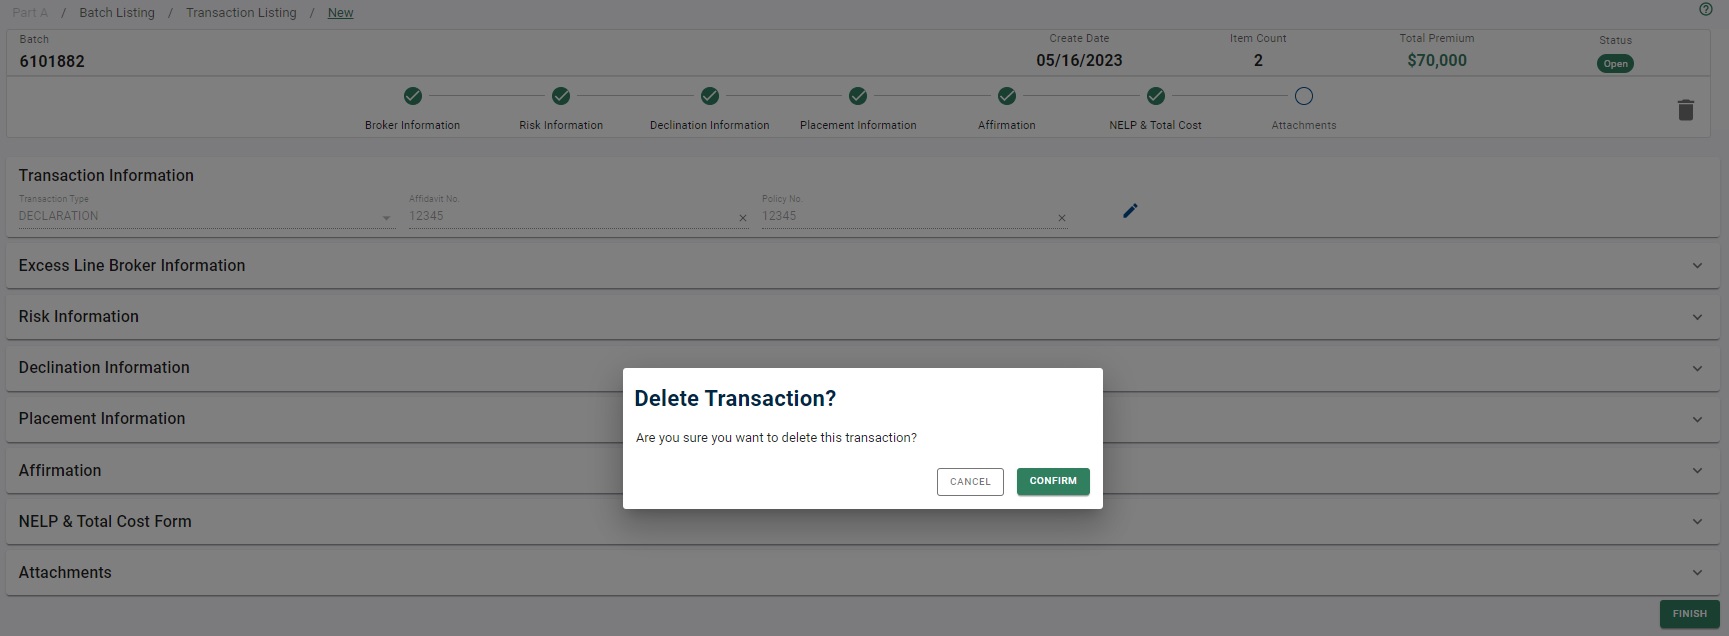 Part A / Batch Listing / Transaction Listing / New
Batch
6101882
Create Date
05/16/2023
Item Count
2
Total Premium
$70,000
Status
Open
Broker Information
Risk Information
Declination Information
Placement Information
Affirmation
NELP & Total Cost
Attachments
Transaction Information
Transaction Type
DECLARATION
Affidavit No.
12345
Policy No.
12345
Excess Line Broker Information
Risk Information
Declination Information
Placement Information
Affirmation
NELP & Total Cost Form
Attachments
Delete Transaction?
Are you sure you want to delete this transaction?
CANCEL
CONFIRM
FINISH